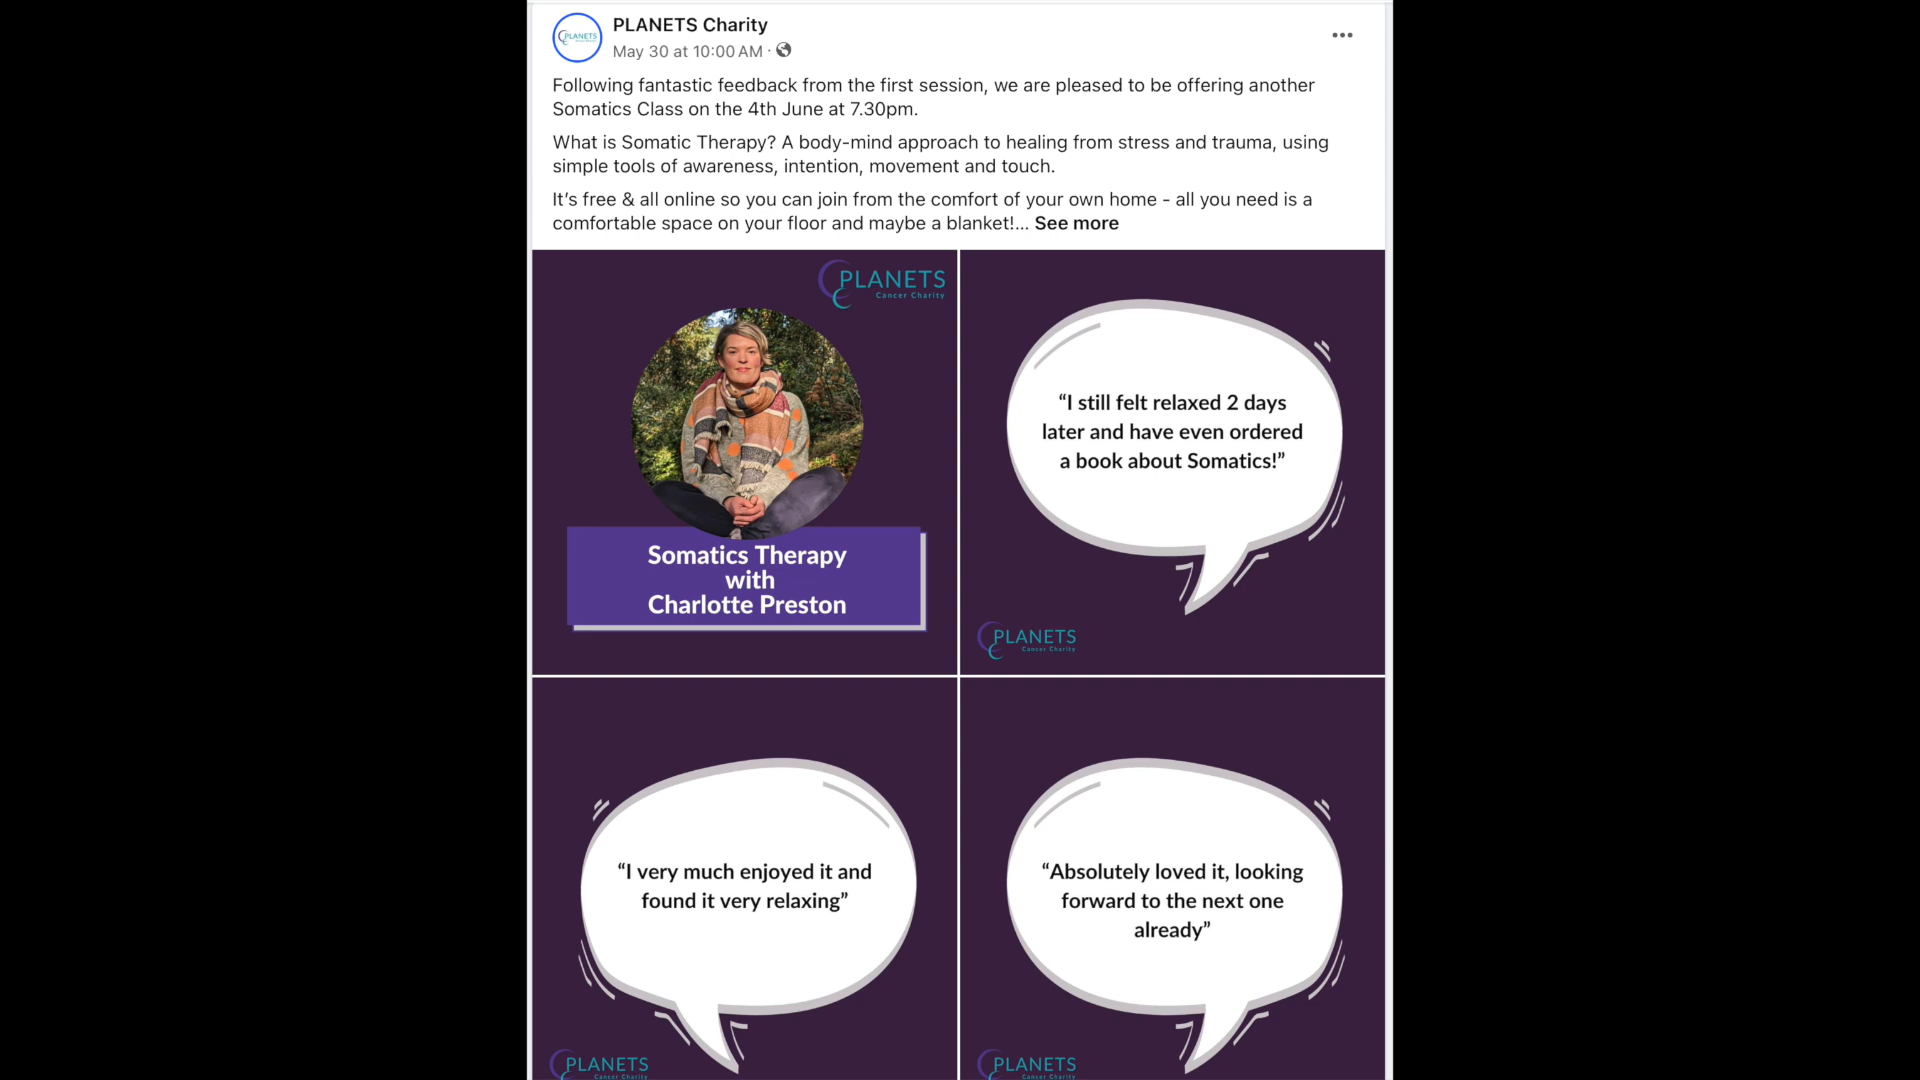 PLANETS
PLANETS Charity
May 30 at 10:00 AM ·
Following fantastic feedback from the first session, we are pleased to be offering another
Somatics Class on the 4th June at 7.30pm.
What is Somatic Therapy? A body-mind approach to healing from stress and trauma, using
simple tools of awareness, intention, movement and touch.
It’s free & all online so you can join from the comfort of your own home - all you need is a
comfortable space on your floor and maybe a blanket!... See more
PLANETS
Cancer Charity
Somatics Therapy
with
Charlotte Preston
“I still felt relaxed 2 days
later and have even ordered
a book about Somatics!”
PLANETS
Cancer Charity
“I very much enjoyed it and
found it very relaxing”
PLANETS
Cancer Charity
“Absolutely loved it, looking
forward to the next one
already”
PLANETS
Cancer Charity